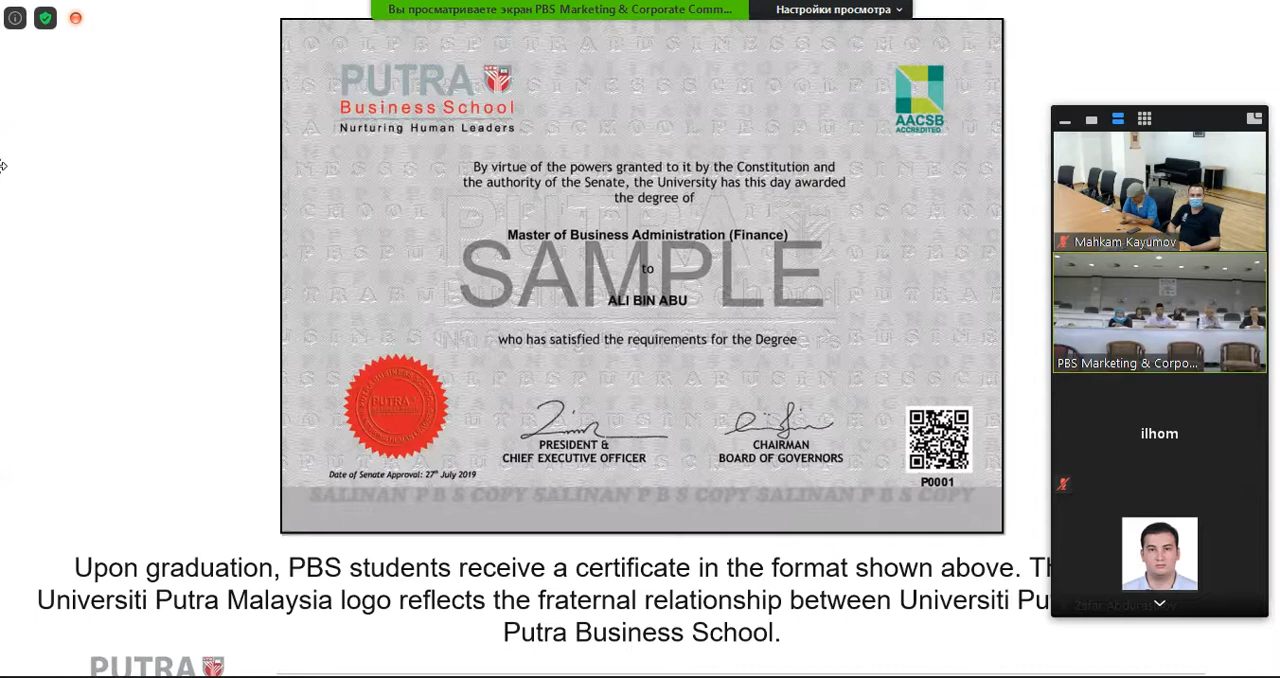 Вы просматриваете экран PBS Marketing & Corporate Comm...
Настройки просмотра
PUTRA
Business School
Nurturing Human Leaders
AACSB
ACCREDITED
By virtue of the powers granted to it by the Constitution and
the authority of the Senate, the University has this day awarded
the degree of
Master of Business Administration (Finance)
SAMPLE
to
ALI BIN ABU
who has satisfied the requirements for the Degree
PUTRA
PRESIDENT &
CHIEF EXECUTIVE OFFICER
CHAIRMAN
BOARD OF GOVERNORS
Date of Senate Approval: 27th July 2019
P0001
SALINAN P B S COPY SALINAN P B S COPY SALINAN P B S COPY
Upon graduation, PBS students receive a certificate in the format shown above.
Universiti Putra Malaysia logo reflects the fraternal relationship between Universiti
Putra Business School.
PUTRA
Mahkam Kayumov
PBS Marketing & Corpo...
ilhom